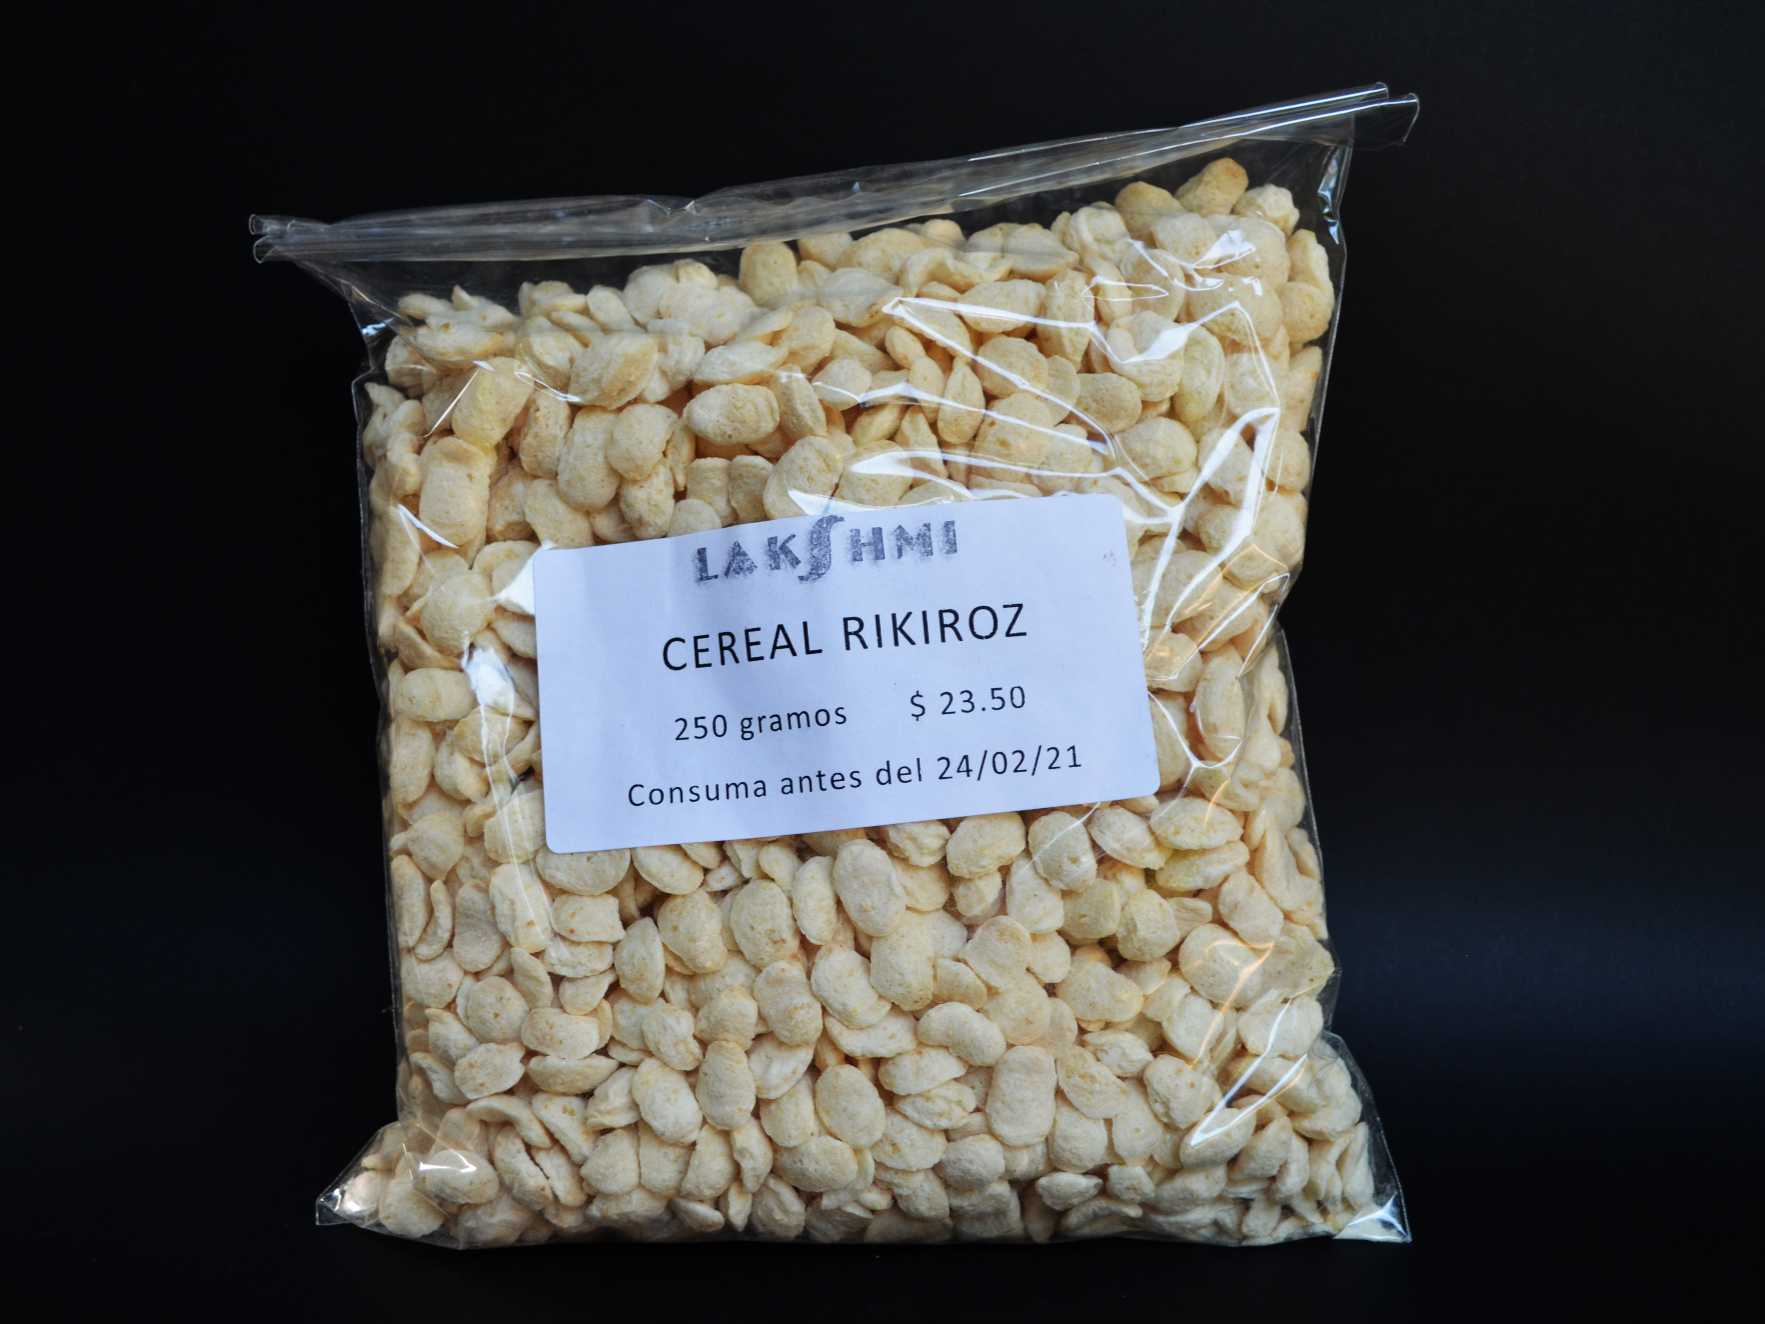 LAKSHMI
CEREAL RIKIROZ
250 gramos $ 23.50
Consuma antes del 24/02/21